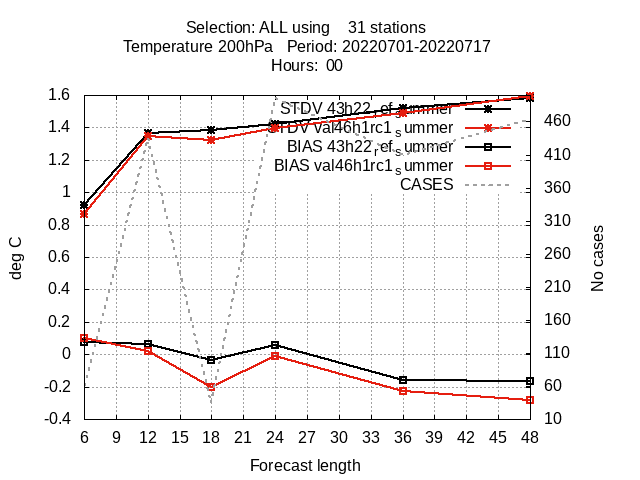 Selection: ALL using 31 stations
Temperature 200hPa Period: 20220701-20220717
Hours: 00
1.6
1.4
1.2
1
0.8
0.6
0.4
0.2
0
-0.2
-0.4
deg C
STDV 43h22_ref_summer
STDV val46h1rc1_summer
BIAS 43h22_ref_summer
BIAS val46h1rc1_summer
CASES
460
410
360
310
260
210
160
110
60
10
No cases
6 9 12 15 18 21 24 27 30 33 36 39 42 45 48
Forecast length